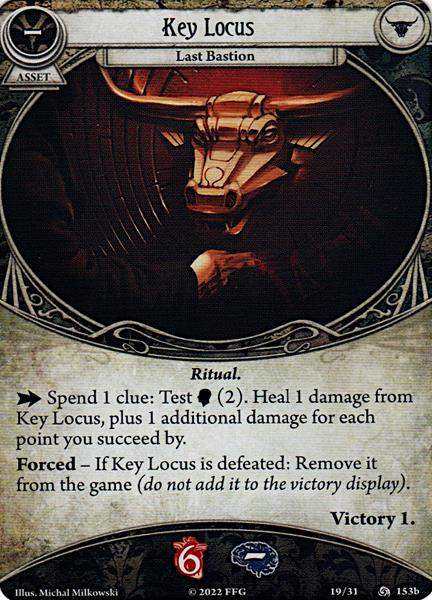 Key Locus
Last Bastion
ASSET
Ritual.
Spend 1 clue: Test (2). Heal 1 damage from
Key Locus, plus 1 additional damage for each
point you succeed by.
Forced – If Key Locus is defeated: Remove it
from the game (do not add it to the victory display).
Victory 1.
6 –
Illus. Michal Milkowski © 2022 FFG 19/31 153b